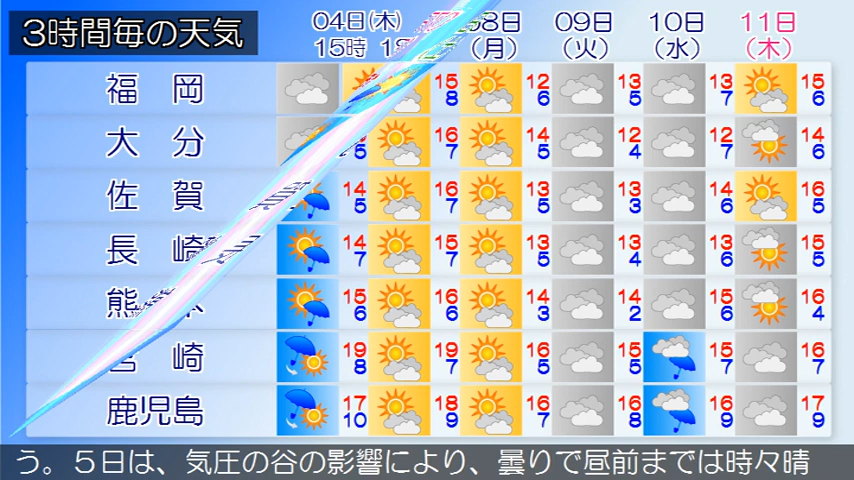 3時間毎の天気
04日(木) 8日 09日 10日 11日
15時 (月) (火) (水) (木)
福岡 15 8 12 6 13 5 13 7 15 6
大分 5 16 7 14 5 12 4 12 7 14 6
佐賀 14 5 16 7 13 5 13 3 14 6 16 5
長崎 14 7 15 7 13 5 13 4 13 6 15 5
熊 15 6 16 6 14 3 14 2 15 6 16 4
崎 19 8 19 7 16 5 15 5 15 7 16 7
鹿児島 17 10 18 9 16 7 16 8 16 9 17 9
う。5日は、気圧の谷の影響により、曇りで昼前までは時々晴